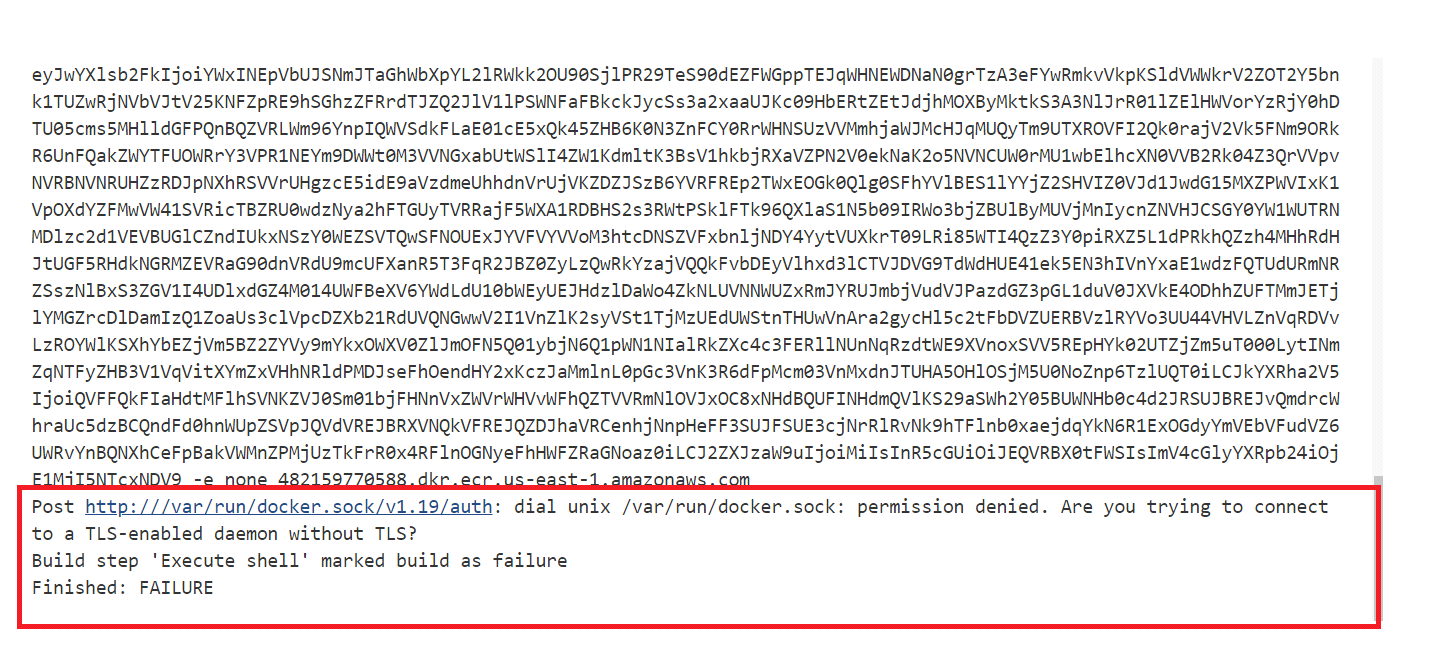 eyJwYXlsb2FkIjoiYWxINEpVbUJSNmJTaGhWbXpYL2lRWkk2OU90SjlPR29TeS90dEZFWGppTEJqWHNEWDNaN0grTzA3eFYwRmkvVkpKSldVWWkrV2ZOT2Y5bn
k1TUZwRjNVbVJtV25KNFZpRE9hSGhzZFRrdTJZQ2JlV1lPSWNFaFBkckJycSs3a2xaaUJKc09HbERtZEtJdjhMOXByMktkS3A3NlJrR01lZElHWVorYzRjY0hD
TU05cms5MHlldGFPQnBQZVRLWm96YnpIQWVSdkFLaE01cE5xQk45ZHB6K0N3ZnFCY0RrWHNSUzVVMmhjaWJMcHJqMUQyTm9UTXROVFI2Qk0rajV2Vk5FNm9ORk
R6UnFQakZWYTFUOWRrY3VPR1NEYm9DWWt0M3VVNGxabUtWSlI4ZW1KdmltK3BsV1hkbjRXaVZPN2V0ekNaK2o5NVNCUW0rMU1wbElhcXN0VVB2Rk04Z3QrVVpv
NVRBNVNRUHZzRDJpNXhRSVVrUHgzcE5idE9aVzdmeUhhdnVrUjVKZDZJSzB6YVRFREp2TWxEOGk0Qlg0SFhYVlBES1lYYjZ2SHVIZ0VJd1JwdG15MXZPWVIxK1
VpOXdYZFMwVW41SVRicTBZRU0wdzNya2hFTGUyTVRRajF5WXA1RDBHS2s3RWtPSklFTk96QXlaS1N5b09IRWo3bjZBUlByMUVjMnIycnZNVHJCSGY0YW1WUTRN
MDlzc2d1VEVBUGlCZndIUkxNSzY0WEZSVTQwSFNOUExJYVFVYVVoM3htcDNSZVFxbnljNDY4YytVUXkrT09LRi85WTI4QzZ3Y0piRXZ5L1dPRkhQZzh4MHhRdH
JtUGF5RHdkNGRMZEVRaG90dnVRdU9mcUFXanR5T3FqR2JBZ0ZyLzQwRkYzajVQQkFvbDEyVlhxd3lCTVJDVG9TdWdHUE41ek5EN3hIVnYxaE1wdzFQTUdURmNR
ZSszNlBxS3ZGV1I4UDlxdGZ4M014UWFBeXV6YWdLdU10bWEyUEJHdzlDaWo4ZkNLUVNNWUZxRmJYRUJmbjVudVJPazdGZ3pGL1duV0JXVkE4ODhhZUFTMmJETj
lYMGZrcDlDamIzQ1ZoaUs3clVpcDZXb21RdUVQNGwwV2I1VnZlK2syVSt1TjMzUEdUWStnTHUwVnAra2gycHl5c2tFbDVZUERBVzlRYVo3UU44VHVLZnVqRDVv
LzROYWlKSXhYbEZjVm5BZ2ZYVy9mYkxOWXV0ZlJmOFN5Q01ybjN6Q1pWN1NIalRkZXc4c3FERllNUnNqRzdtWE9XVnoxSVV5REpHYk02UTZjZm5uT000LytINm
ZqNTFyZHB3V1VqVitXYmZxVHhNRldPMDJseFhOendHY2xKczJaMmlnL0pGc3VnK3R6dFpMcm03VnMxdnJTUHA5OHlOSjM5U0NoZnp6TzlUQT0iLCJkYXRha2V5
IjoiQVFFQkFIaHdtMFlhSVNKZVJ0Sm01bjFHNnVxZWVrWHVvWFhQZTVVRmNlOVJxOC8xNHdBQUFINHdmQVlKS29aSWh2Y05BUWNHb0c4d2JRSUJBREJvQmdrcW
hraUc5dzBCQndFd0hnWUpZSVpJQVdVREJBRXVNQkVFREJQZDJhaVRCenhjNnpHeFF3SUJFSUE3cjNrRlRvNk9hTFlnb0xaejdqYkN6R1ExOGdyYmVEbVFudVZ6
UWRvYnBQNXhCeFpBakVWMnZPMjUzTkFrR0x4RFlnOGNyeFhHWFZRaGNoaz0iLCJ2ZXJzaW9uIjoiMiIsInR5cGUiOiJEQVRBX0tFWSIsImV4cGlyYXRpb24iOj
E1MjI5NTcxNDV9 -e none 482159770588.dkr.ecr.us-east-1.amazonaws.com
Post http:///var/run/docker.sock/v1.19/auth: dial unix /var/run/docker.sock: permission denied. Are you trying to connect
to a TLS-enabled daemon without TLS?
Build step 'Execute shell' marked build as failure
Finished: FAILURE